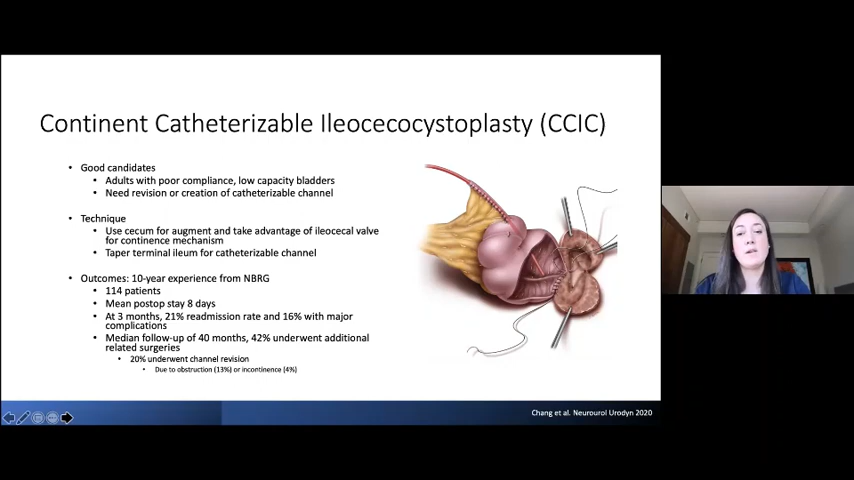 Continent Catheterizable Ileocecocystoplasty (CCIC)
• Good candidates
• Adults with poor compliance, low capacity bladders
• Need revision or creation of catheterizable channel
• Technique
• Use cecum for augment and take advantage of ileocecal valve
for continence mechanism
• Taper terminal ileum for catheterizable channel
• Outcomes: 10-year experience from NBRG
• 114 patients
• Mean postop stay 8 days
• At 3 months, 21% readmission rate and 16% with major
complications
• Median follow-up of 40 months, 42% underwent additional
related surgeries
• 20% underwent channel revision
• Due to obstruction (13%) or incontinence (4%)
Chang et al. Neurourol Urodyn 2020